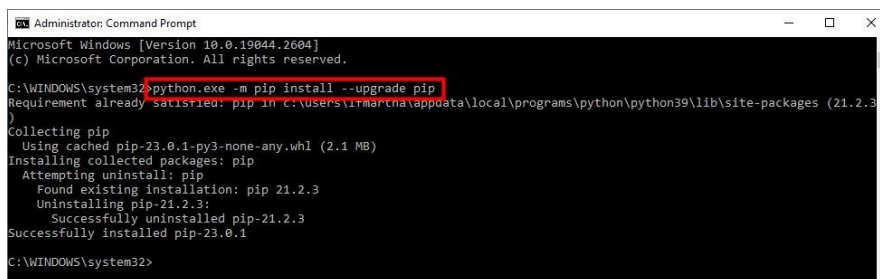 Administrator: Command Prompt
Microsoft Windows [Version 10.0.19044.2604]
(c) Microsoft Corporation. All rights reserved.
C:\WINDOWS\system32>python.exe -m pip install --upgrade pip
Requirement already satisfied: pip in c:\users\lfmartha\appdata\local\programs\python\python39\lib\site-packages (21.2.3
)
Collecting pip
Using cached pip-23.0.1-py3-none-any.whl (2.1 MB)
Installing collected packages: pip
Attempting uninstall: pip
Found existing installation: pip 21.2.3
Uninstalling pip-21.2.3:
Successfully uninstalled pip-21.2.3
Successfully installed pip-23.0.1
C:\WINDOWS\system32>